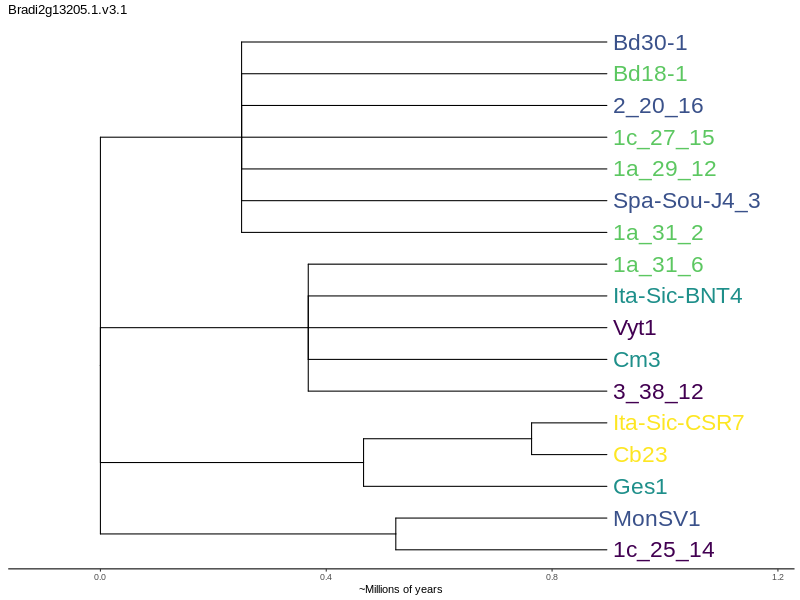 Bradi2g13205.1.v3.1
Bd30-1
Bd18-1
2_20_16
1c_27_15
1a_29_12
Spa-Sou-J4_3
1a_31_2
1a_31_6
Ita-Sic-BNT4
Vyt1
Cm3
3_38_12
Ita-Sic-CSR7
Cb23
Ges1
MonSV1
1c_25_14
0.0 0.4 0.8 1.2
~Millions of years